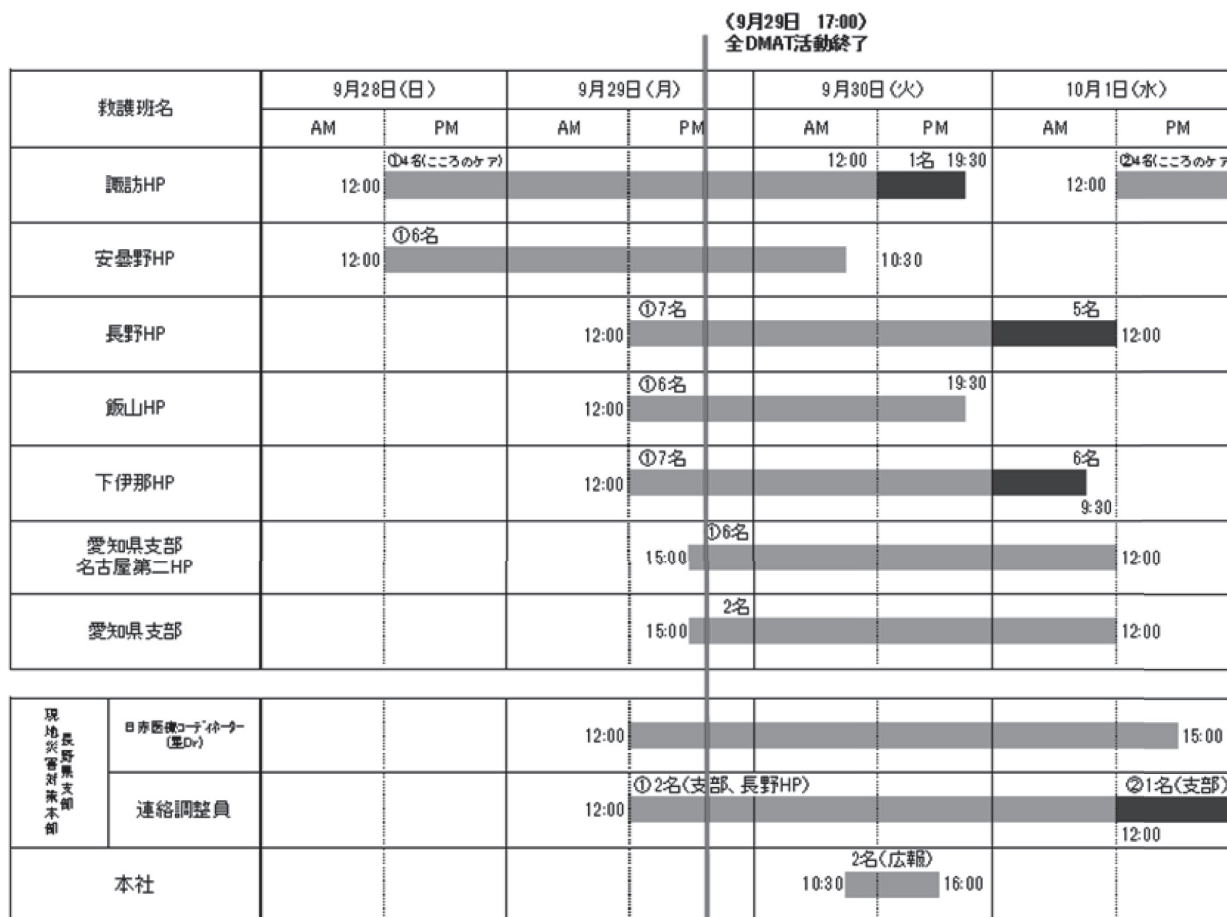 《9月29日 17:00》
全DMAT活動終了
救護班名
9月28日(日) 9月29日(月) 9月30日(火) 10月1日(水)
AM PM AM PM AM PM AM PM
諏訪HP 12:00 ①4名(こころのケア) 12:00 1名 19:30 12:00 ②4名(こころのケア
安曇野HP 12:00 ①6名 10:30
長野HP 12:00 ①7名 5名 12:00
飯山HP 12:00 ①6名 19:30
下伊那HP 12:00 ①7名 6名 9:30
愛知県支部
名古屋第二HP 15:00 ①6名 12:00
愛知県支部 15:00 2名 12:00
長野県支部
現地災害対策本部
日赤医療コーディネーター
12:00 15:00
連絡調整員 12:00 ①2名(支部、長野HP) ②1名(支部) 12:00
本社 10:30 2名(広報) 16:00